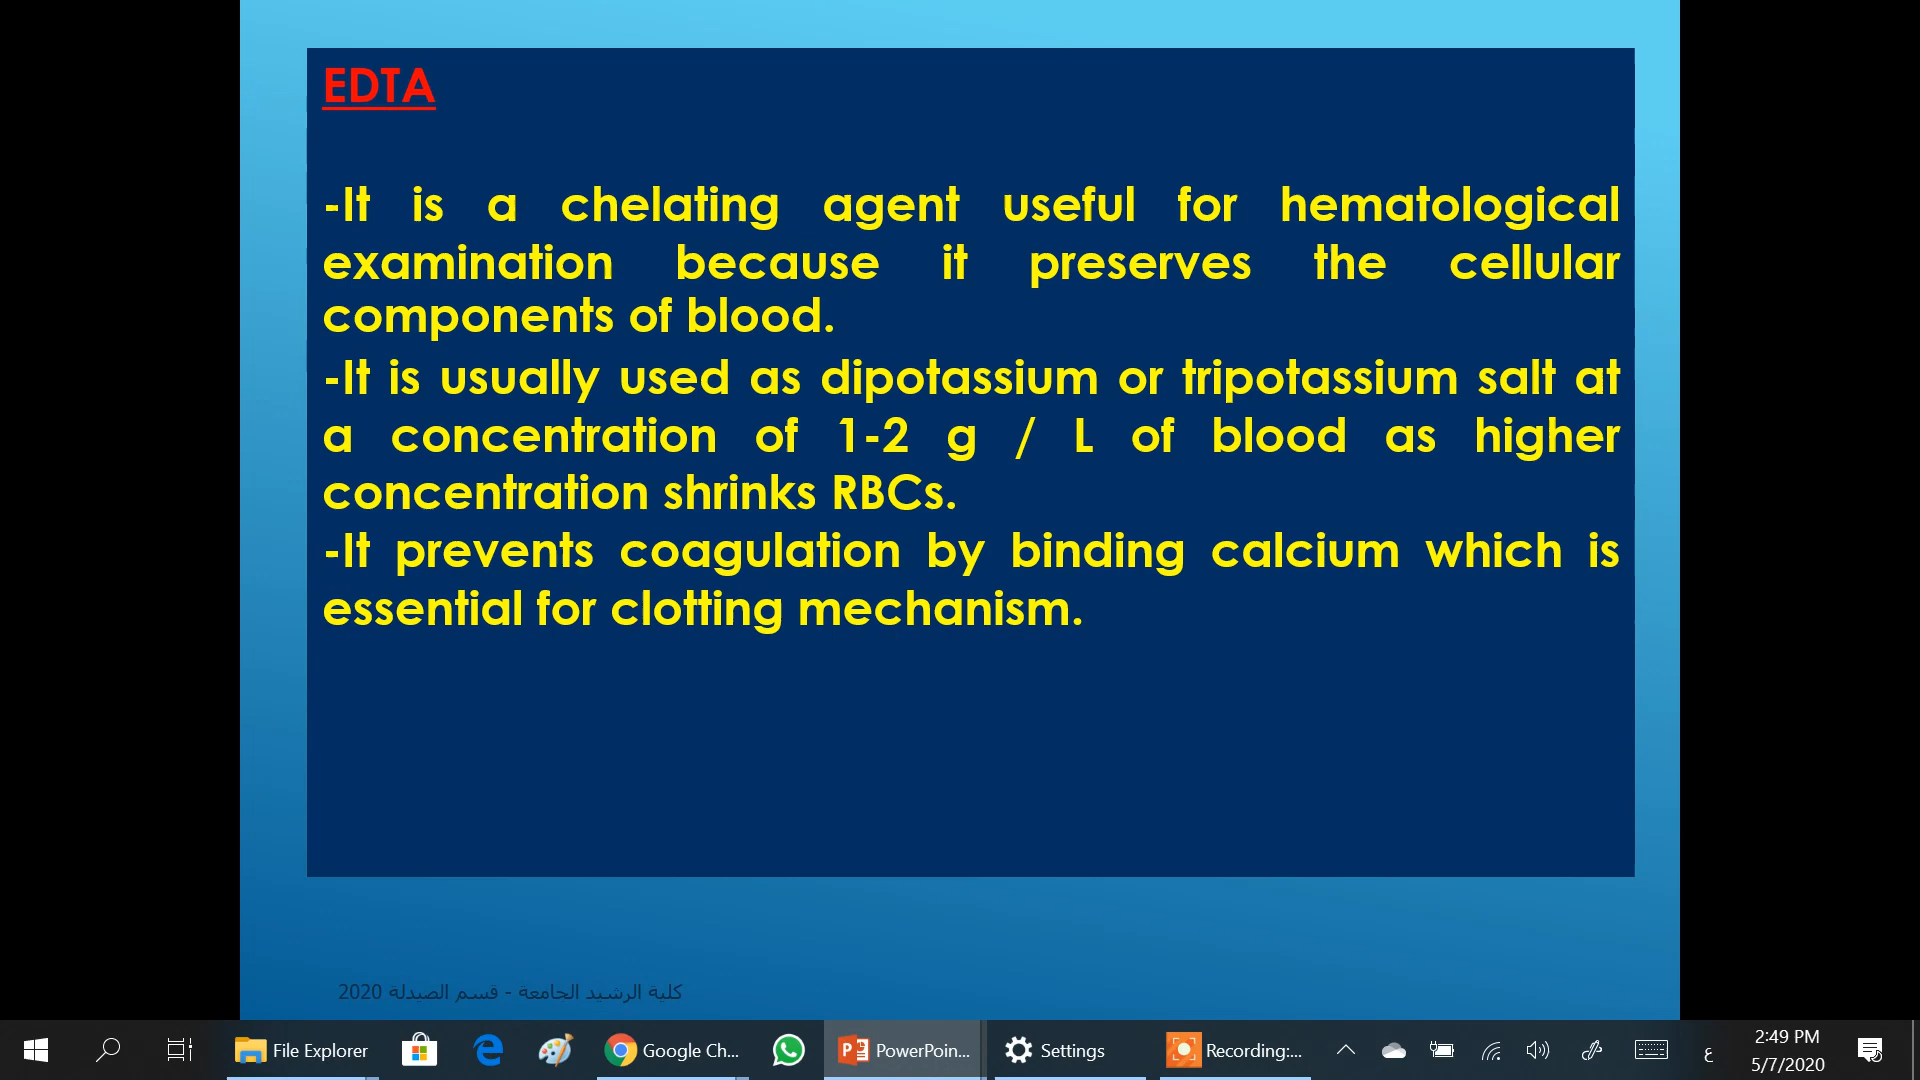 EDTA
-It is a chelating agent useful for hematological
examination because it preserves the cellular
components of blood.
-It is usually used as dipotassium or tripotassium salt at
a concentration of 1-2 g / L of blood as higher
concentration shrinks RBCs.
-It prevents coagulation by binding calcium which is
essential for clotting mechanism.
كلية الرشيد الجامعة - قسم الصيدلة 2020
File Explorer
Google Ch...
PowerPoin...
Settings
Recording:...
ع
2:49 PM
5/7/2020